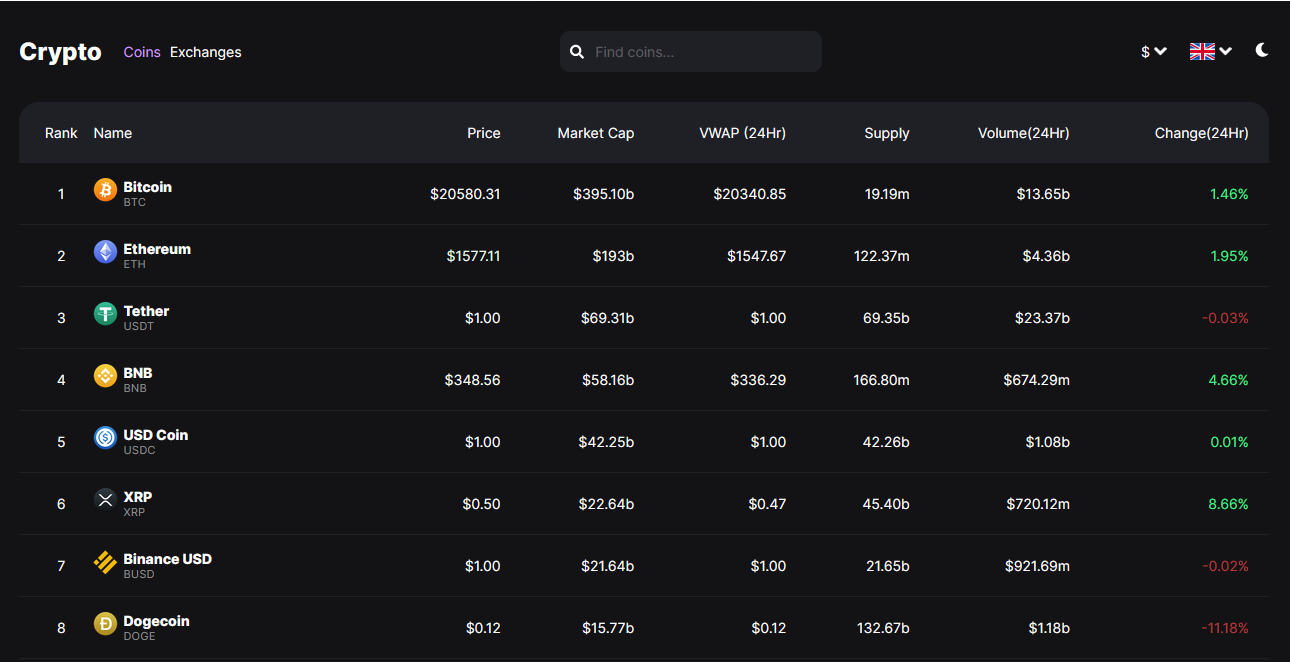 Crypto Coins Exchanges Find coins... $
Rank Name Price Market Cap VWAP (24Hr) Supply Volume(24Hr) Change(24Hr)
1 Bitcoin $20580.31 $395.10b $20340.85 19.19m $13.65b 1.46%
BTC
2 Ethereum $1577.11 $193b $1547.67 122.37m $4.36b 1.95%
ETH
3 Tether $1.00 $69.31b $1.00 69.35b $23.37b -0.03%
USDT
4 BNB $348.56 $58.16b $336.29 166.80m $674.29m 4.66%
BNB
5 USD Coin $1.00 $42.25b $1.00 42.26b $1.08b 0.01%
USDC
6 XRP $0.50 $22.64b $0.47 45.40b $720.12m 8.66%
XRP
7 Binance USD $1.00 $21.64b $1.00 21.65b $921.69m -0.02%
BUSD
8 Dogecoin $0.12 $15.77b $0.12 132.67b $1.18b -11.18%
DOGE